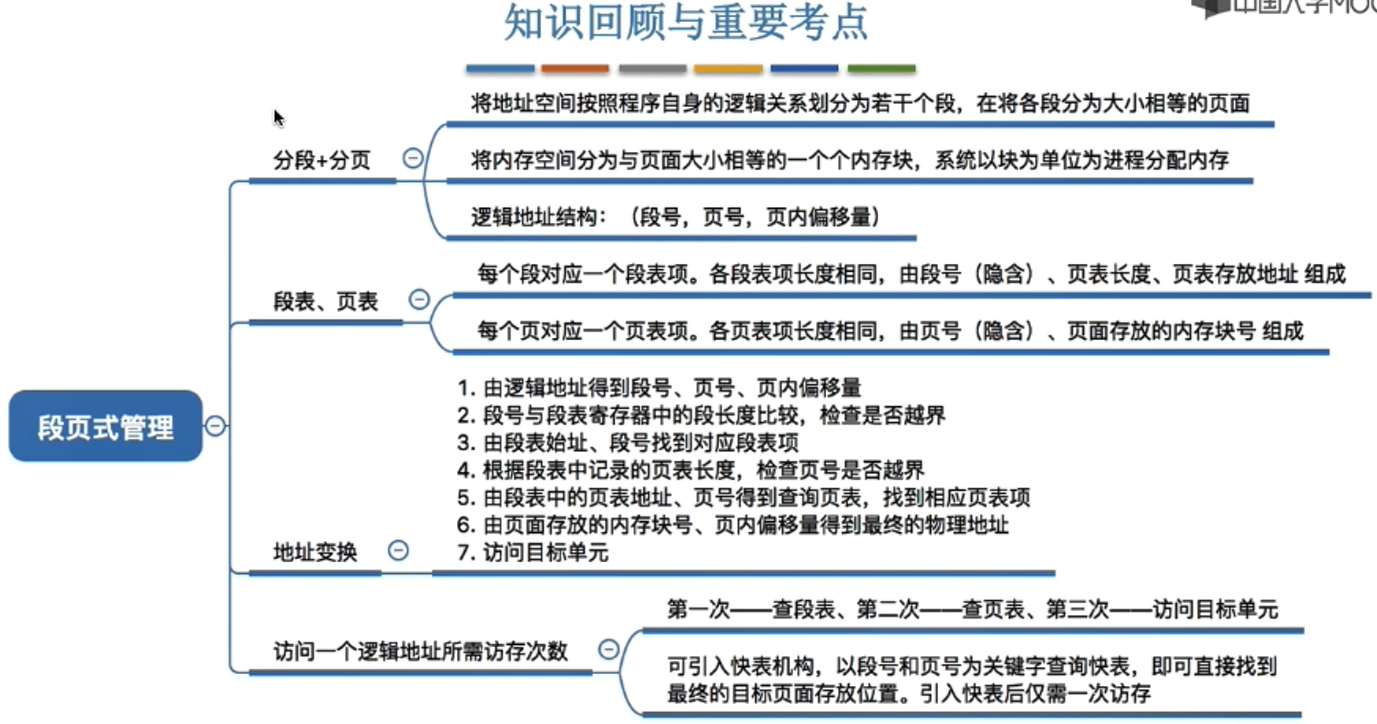 中国大学MOO
知识回顾与重要考点
将地址空间按照程序自身的逻辑关系划分为若干个段，在将各段分为大小相等的页面
分段+分页
将内存空间分为与页面大小相等的一个个内存块，系统以块为单位为进程分配内存
逻辑地址结构：（段号，页号，页内偏移量）
每个段对应一个段表项。各段表项长度相同，由段号（隐含）、页表长度、页表存放地址 组成
段表、页表
每个页对应一个页表项。各页表项长度相同，由页号（隐含）、页面存放的内存块号 组成
段页式管理
1. 由逻辑地址得到段号、页号、页内偏移量
2. 段号与段表寄存器中的段长度比较，检查是否越界
3. 由段表始址、段号找到对应段表项
4. 根据段表中记录的页表长度，检查页号是否越界
5. 由段表中的页表地址、页号得到查询页表，找到相应页表项
6. 由页面存放的内存块号、页内偏移量得到最终的物理地址
7. 访问目标单元
地址变换
第一次——查段表、第二次——查页表、第三次——访问目标单元
访问一个逻辑地址所需访存次数
可引入快表机构，以段号和页号为关键字查询快表，即可直接找到
最终的目标页面存放位置。引入快表后仅需一次访存